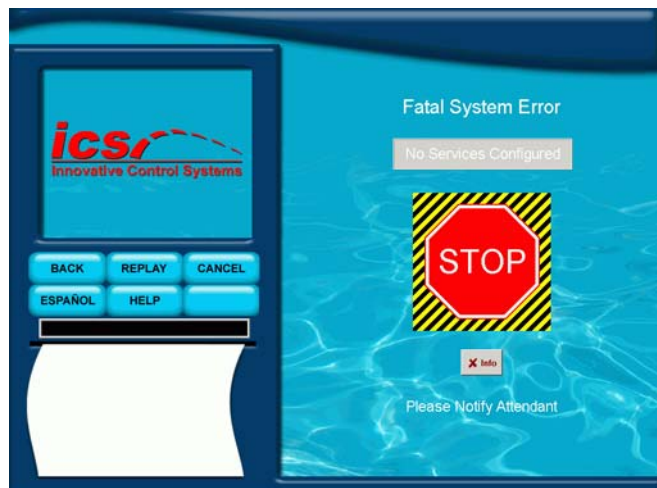 ics
Innovative Control Systems
BACK
REPLAY
CANCEL
ESPAÑOL
HELP
Fatal System Error
No Services Configured
STOP
X Info
Please Notify Attendant